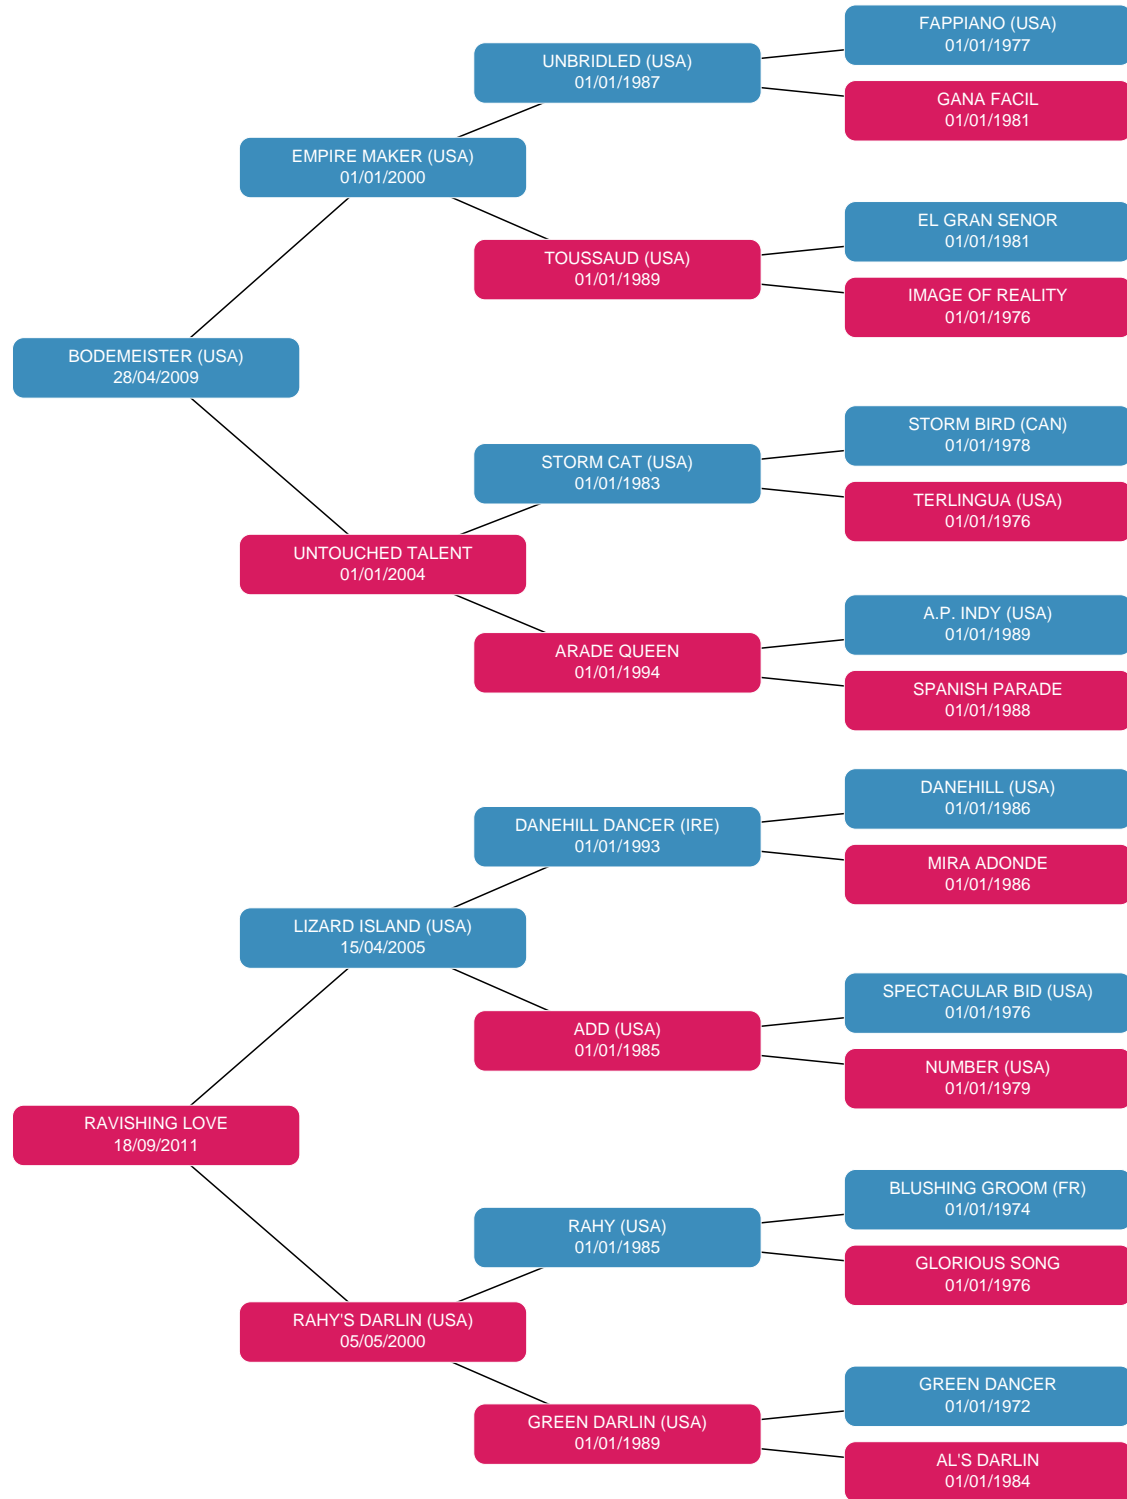 FAPPIANO (USA)
01/01/1977
UNBRIDLED (USA)
01/01/1987
GANA FACIL
01/01/1981
EMPIRE MAKER (USA)
01/01/2000
EL GRAN SENOR
01/01/1981
TOUSSAUD (USA)
01/01/1989
IMAGE OF REALITY
01/01/1976
BODEMEISTER (USA)
28/04/2009
STORM BIRD (CAN)
01/01/1978
STORM CAT (USA)
01/01/1983
TERLINGUA (USA)
01/01/1976
UNTOUCHED TALENT
01/01/2004
A.P. INDY (USA)
01/01/1989
ARADE QUEEN
01/01/1994
SPANISH PARADE
01/01/1988
DANEHILL (USA)
01/01/1986
DANEHILL DANCER (IRE)
01/01/1993
MIRA ADONDE
01/01/1986
LIZARD ISLAND (USA)
15/04/2005
SPECTACULAR BID (USA)
01/01/1976
ADD (USA)
01/01/1985
NUMBER (USA)
01/01/1979
RAVISHING LOVE
18/09/2011
BLUSHING GROOM (FR)
01/01/1974
RAHY (USA)
01/01/1985
GLORIOUS SONG
01/01/1976
RAHY'S DARLIN (USA)
05/05/2000
GREEN DANCER
01/01/1972
GREEN DARLIN (USA)
01/01/1989
AL'S DARLIN
01/01/1984